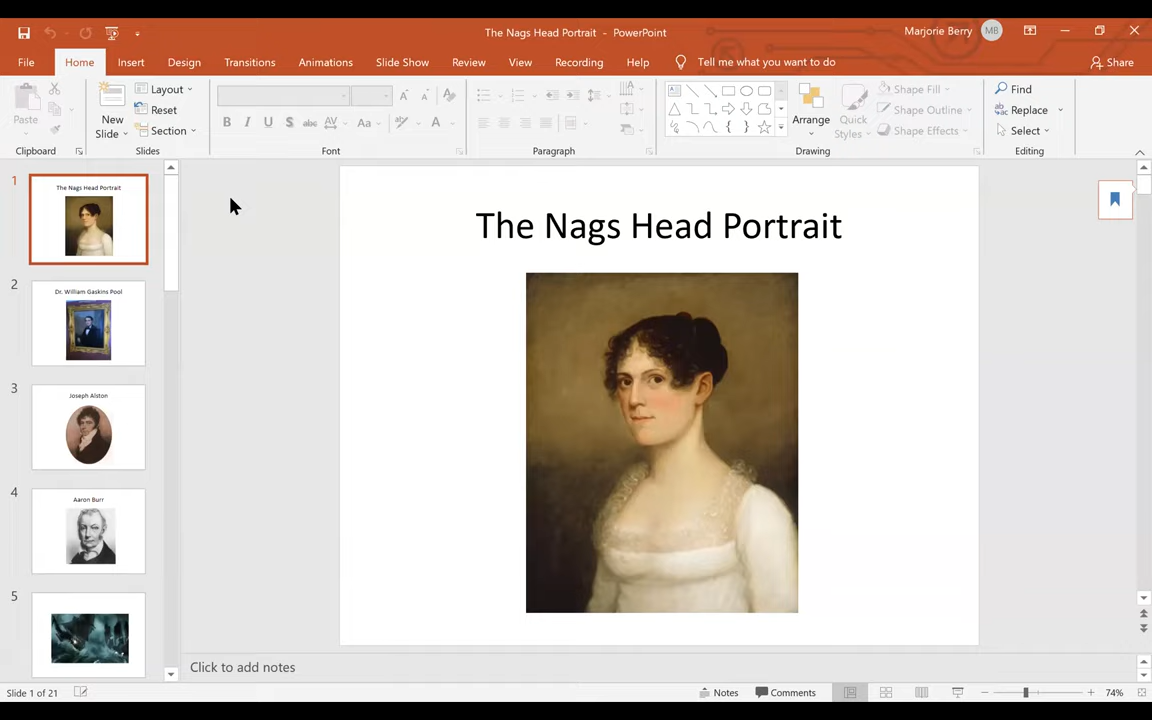 The Nags Head Portrait - PowerPoint
Marjorie Berry MB
File Home Insert Design Transitions Animations Slide Show Review View Recording Help Tell me what you want to do Share
Paste
Clipboard
New Slide
Layout
Reset
Section
Slides
B I U S abc AV Aa A
Font
Paragraph
Arrange
Quick Styles
Shape Fill
Shape Outline
Shape Effects
Drawing
Find
Replace
Select
Editing
1
The Nags Head Portrait
2
Dr. William Gaskins Pool
3
Joseph Alston
4
Aaron Burr
5
The Nags Head Portrait
Click to add notes
Slide 1 of 21
Notes
Comments
74%